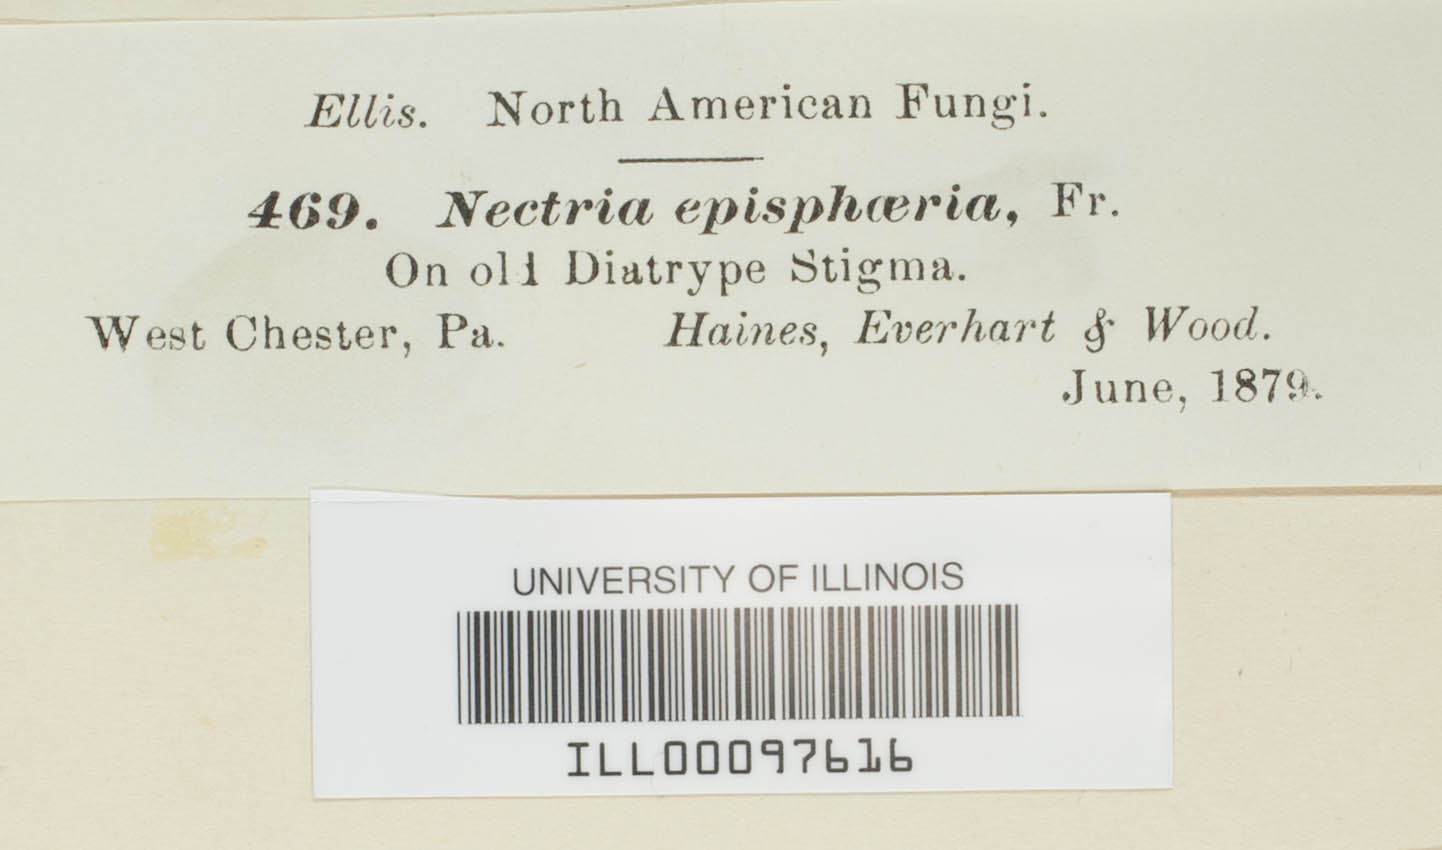 Ellis. North American Fungi.
469. Nectria episphæria, Fr.
On old Diatrype Stigma.
West Chester, Pa. Haines, Everhart & Wood.
June, 1879.
UNIVERSITY OF ILLINOIS
ILL00097616